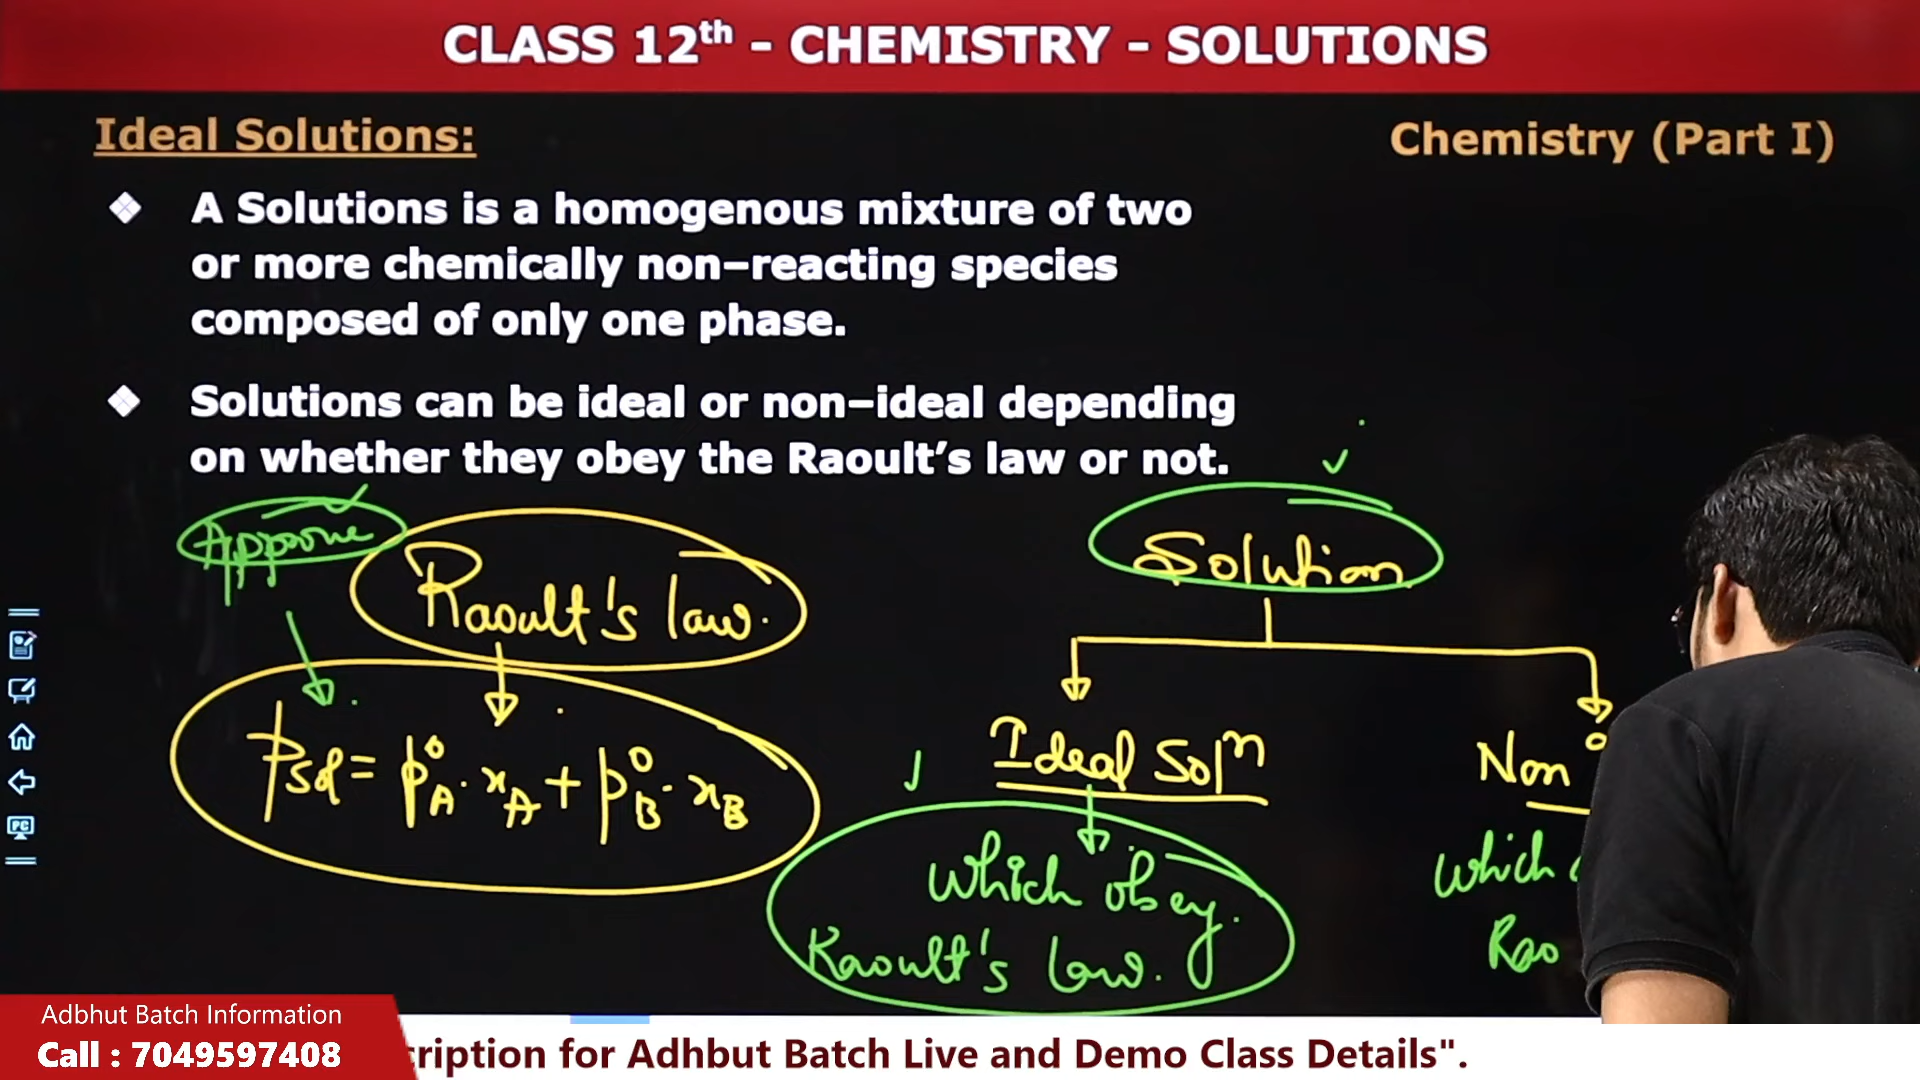 CLASS 12th - CHEMISTRY - SOLUTIONS
Ideal Solutions:
Chemistry (Part I)
❖ A Solutions is a homogenous mixture of two
or more chemically non–reacting species
composed of only one phase.
❖ Solutions can be ideal or non–ideal depending
on whether they obey the Raoult's law or not.
Raoult's law.
Psol = p°A · xA + p°B · xB
Solution
Ideal Solⁿ
Non
which obey
Raoult's law.
which
Rao
PC
Adbhut Batch Information
Call : 7049597408
cription for Adhbut Batch Live and Demo Class Details".